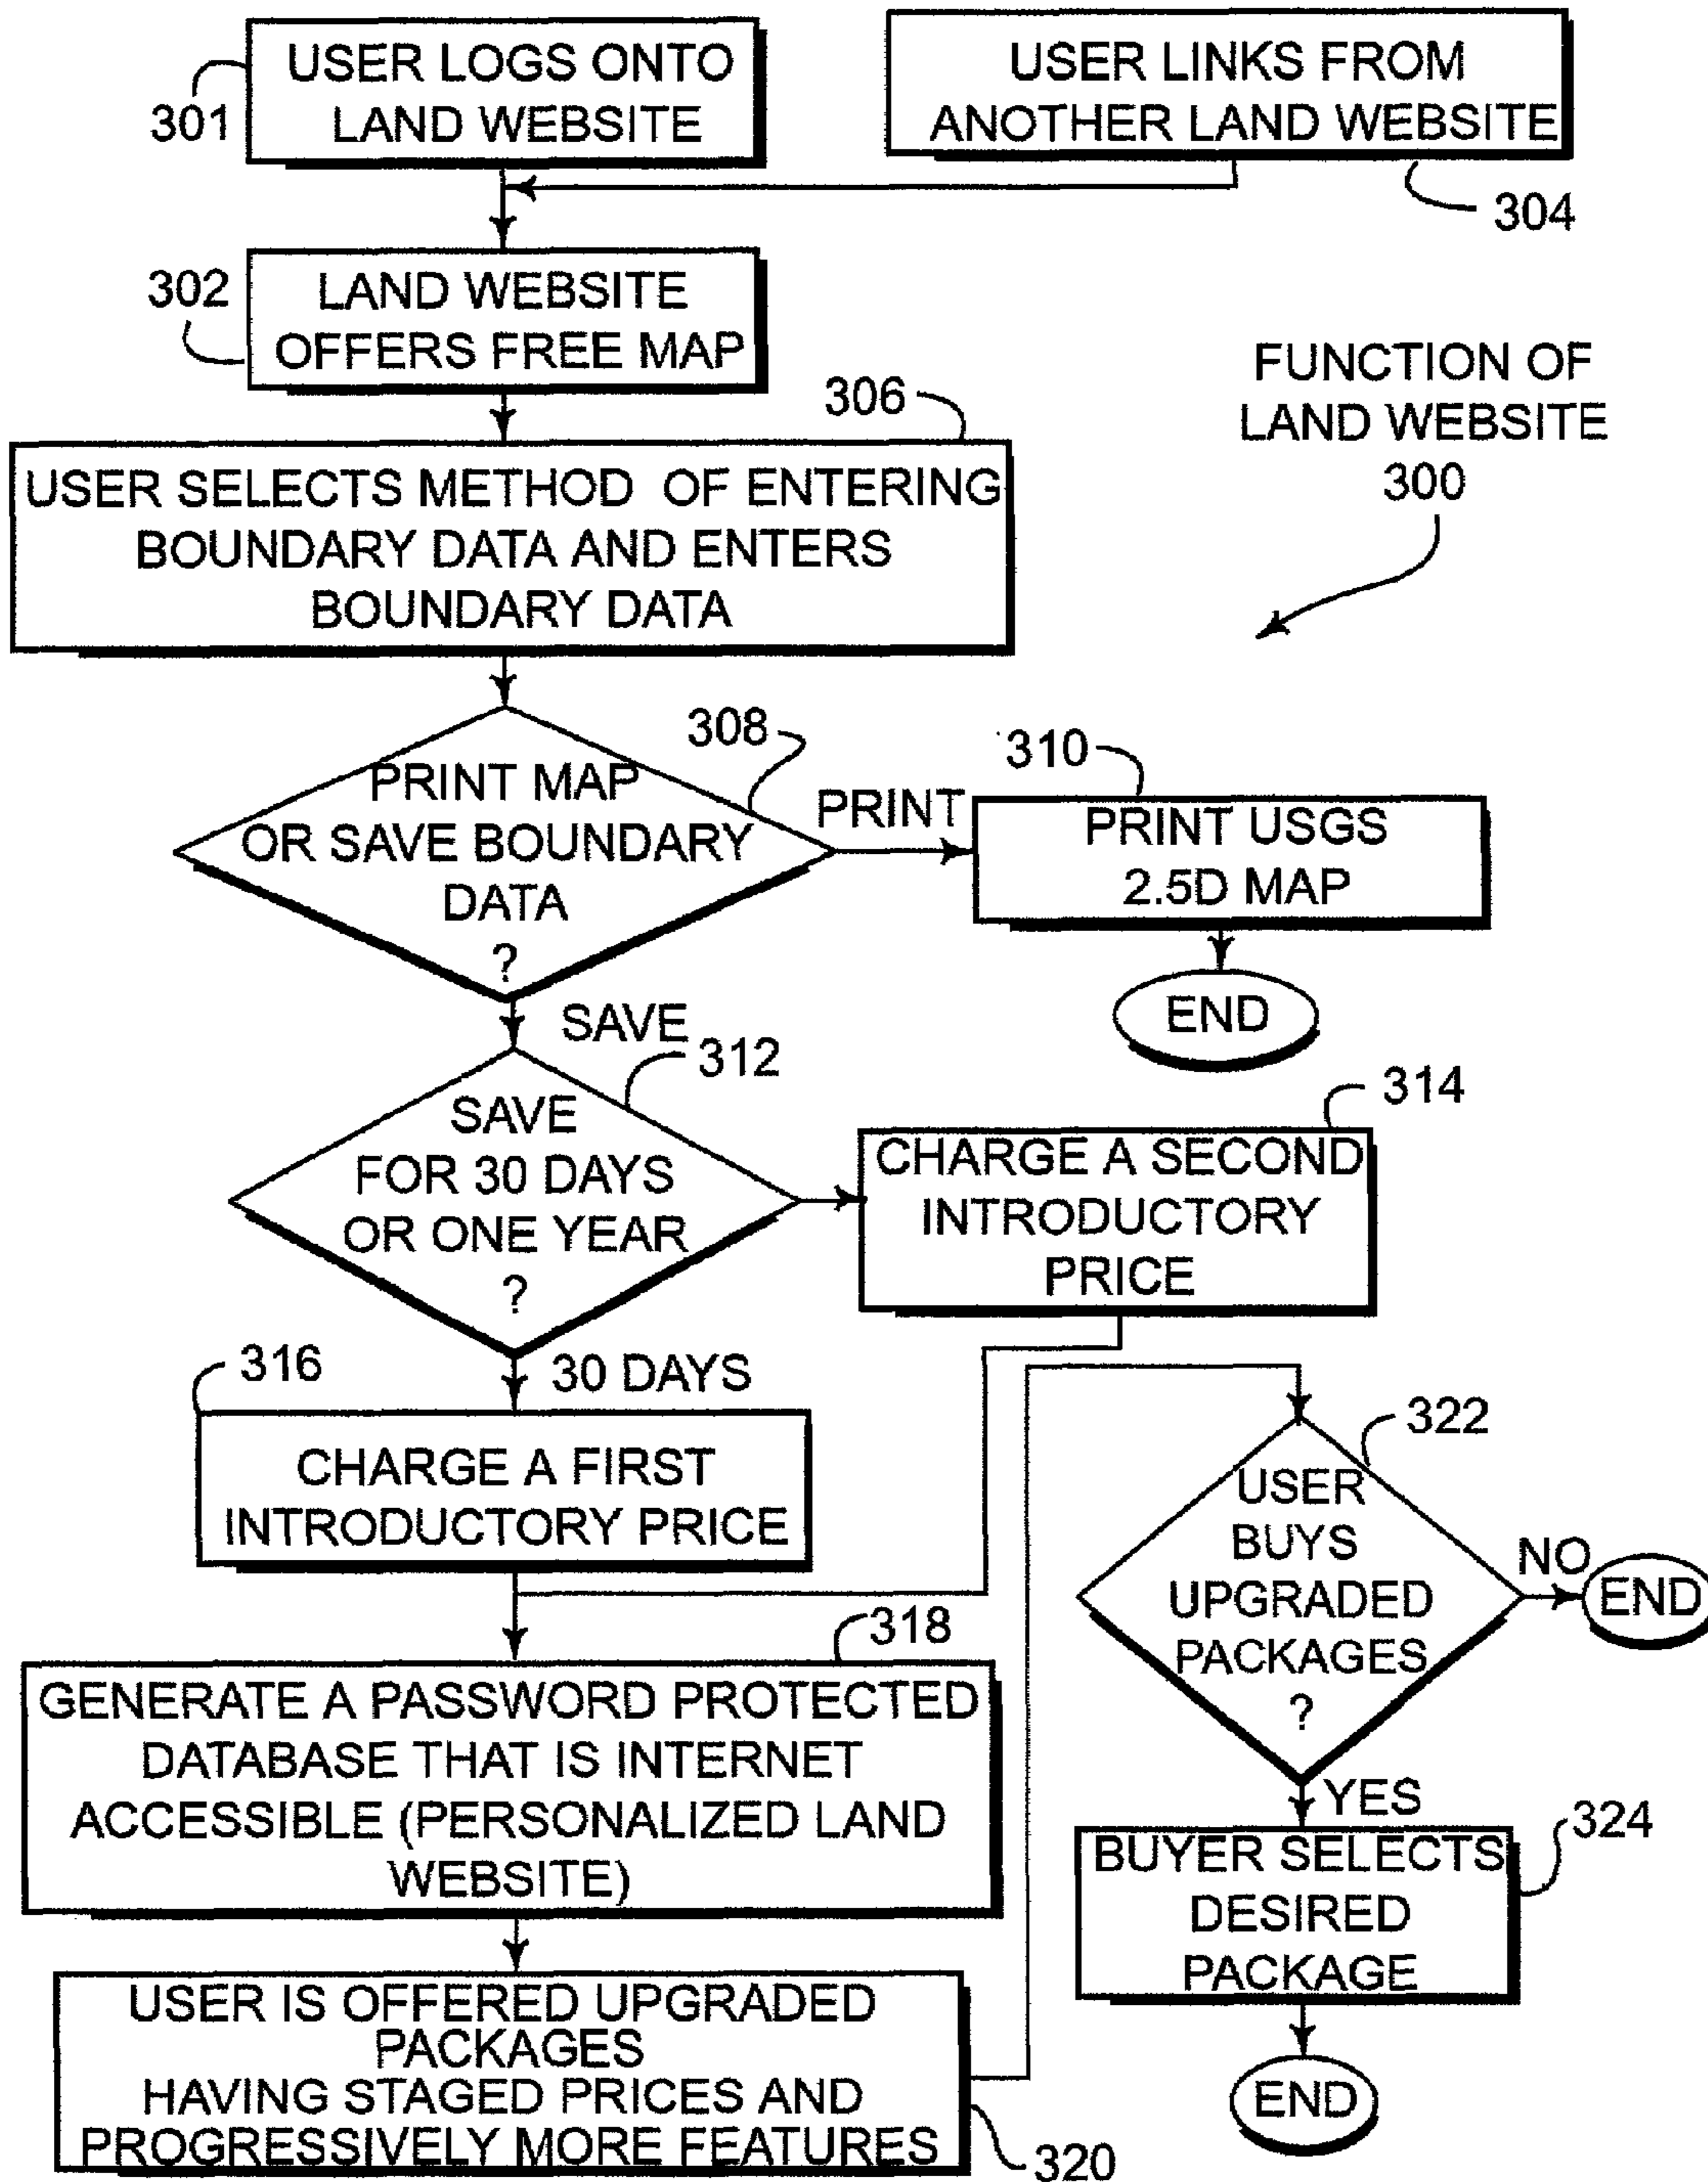 USER LOGS ONTO
LAND WEBSITE
301
USER LINKS FROM
ANOTHER LAND WEBSITE
304
302
LAND WEBSITE
OFFERS FREE MAP
FUNCTION OF
LAND WEBSITE
300
306
USER SELECTS METHOD OF ENTERING
BOUNDARY DATA AND ENTERS
BOUNDARY DATA
308
PRINT MAP
OR SAVE BOUNDARY
DATA
?
PRINT
310
PRINT USGS
2.5D MAP
END
SAVE
312
SAVE
FOR 30 DAYS
OR ONE YEAR
?
314
CHARGE A SECOND
INTRODUCTORY
PRICE
30 DAYS
316
CHARGE A FIRST
INTRODUCTORY PRICE
318
GENERATE A PASSWORD PROTECTED
DATABASE THAT IS INTERNET
ACCESSIBLE (PERSONALIZED LAND
WEBSITE)
USER IS OFFERED UPGRADED
PACKAGES
HAVING STAGED PRICES AND
PROGRESSIVELY MORE FEATURES
320
322
USER
BUYS
UPGRADED
PACKAGES
?
NO
END
YES
324
BUYER SELECTS
DESIRED
PACKAGE
END